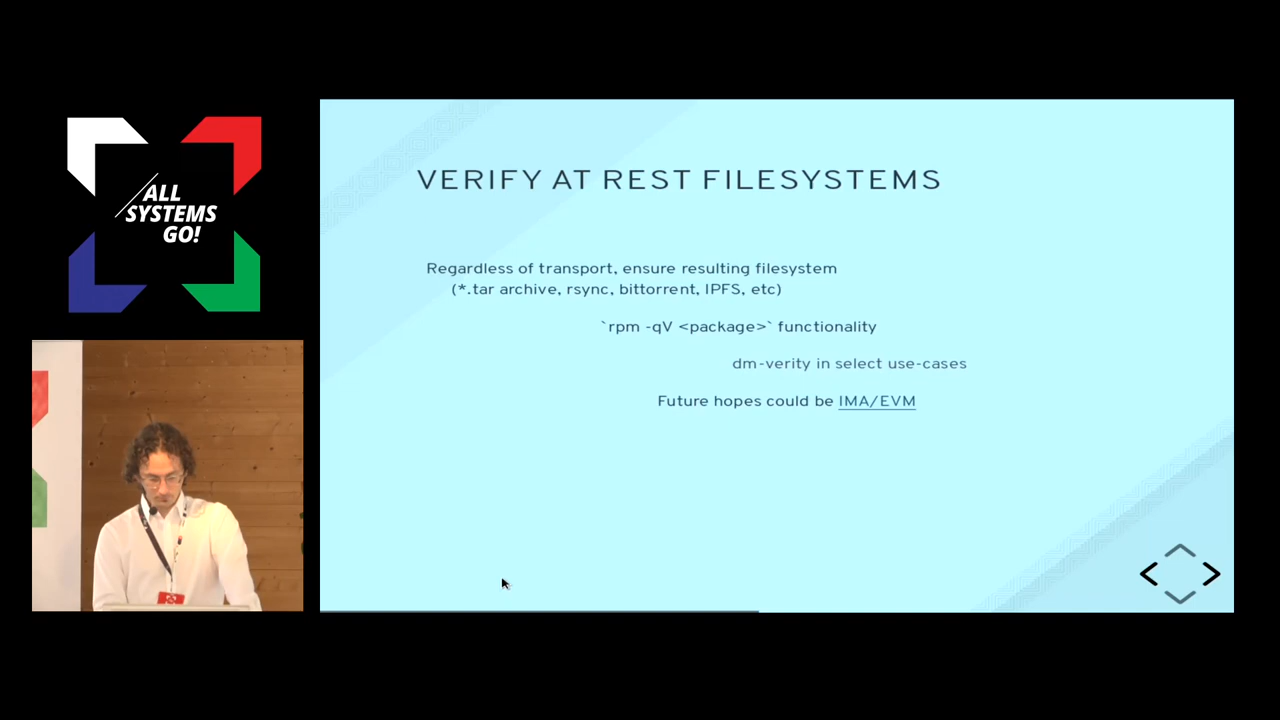 ALL
SYSTEMS
GO!
VERIFY AT REST FILESYSTEMS
Regardless of transport, ensure resulting filesystem
(*.tar archive, rsync, bittorrent, IPFS, etc)
`rpm -qV <package>` functionality
dm-verity in select use-cases
Future hopes could be IMA/EVM